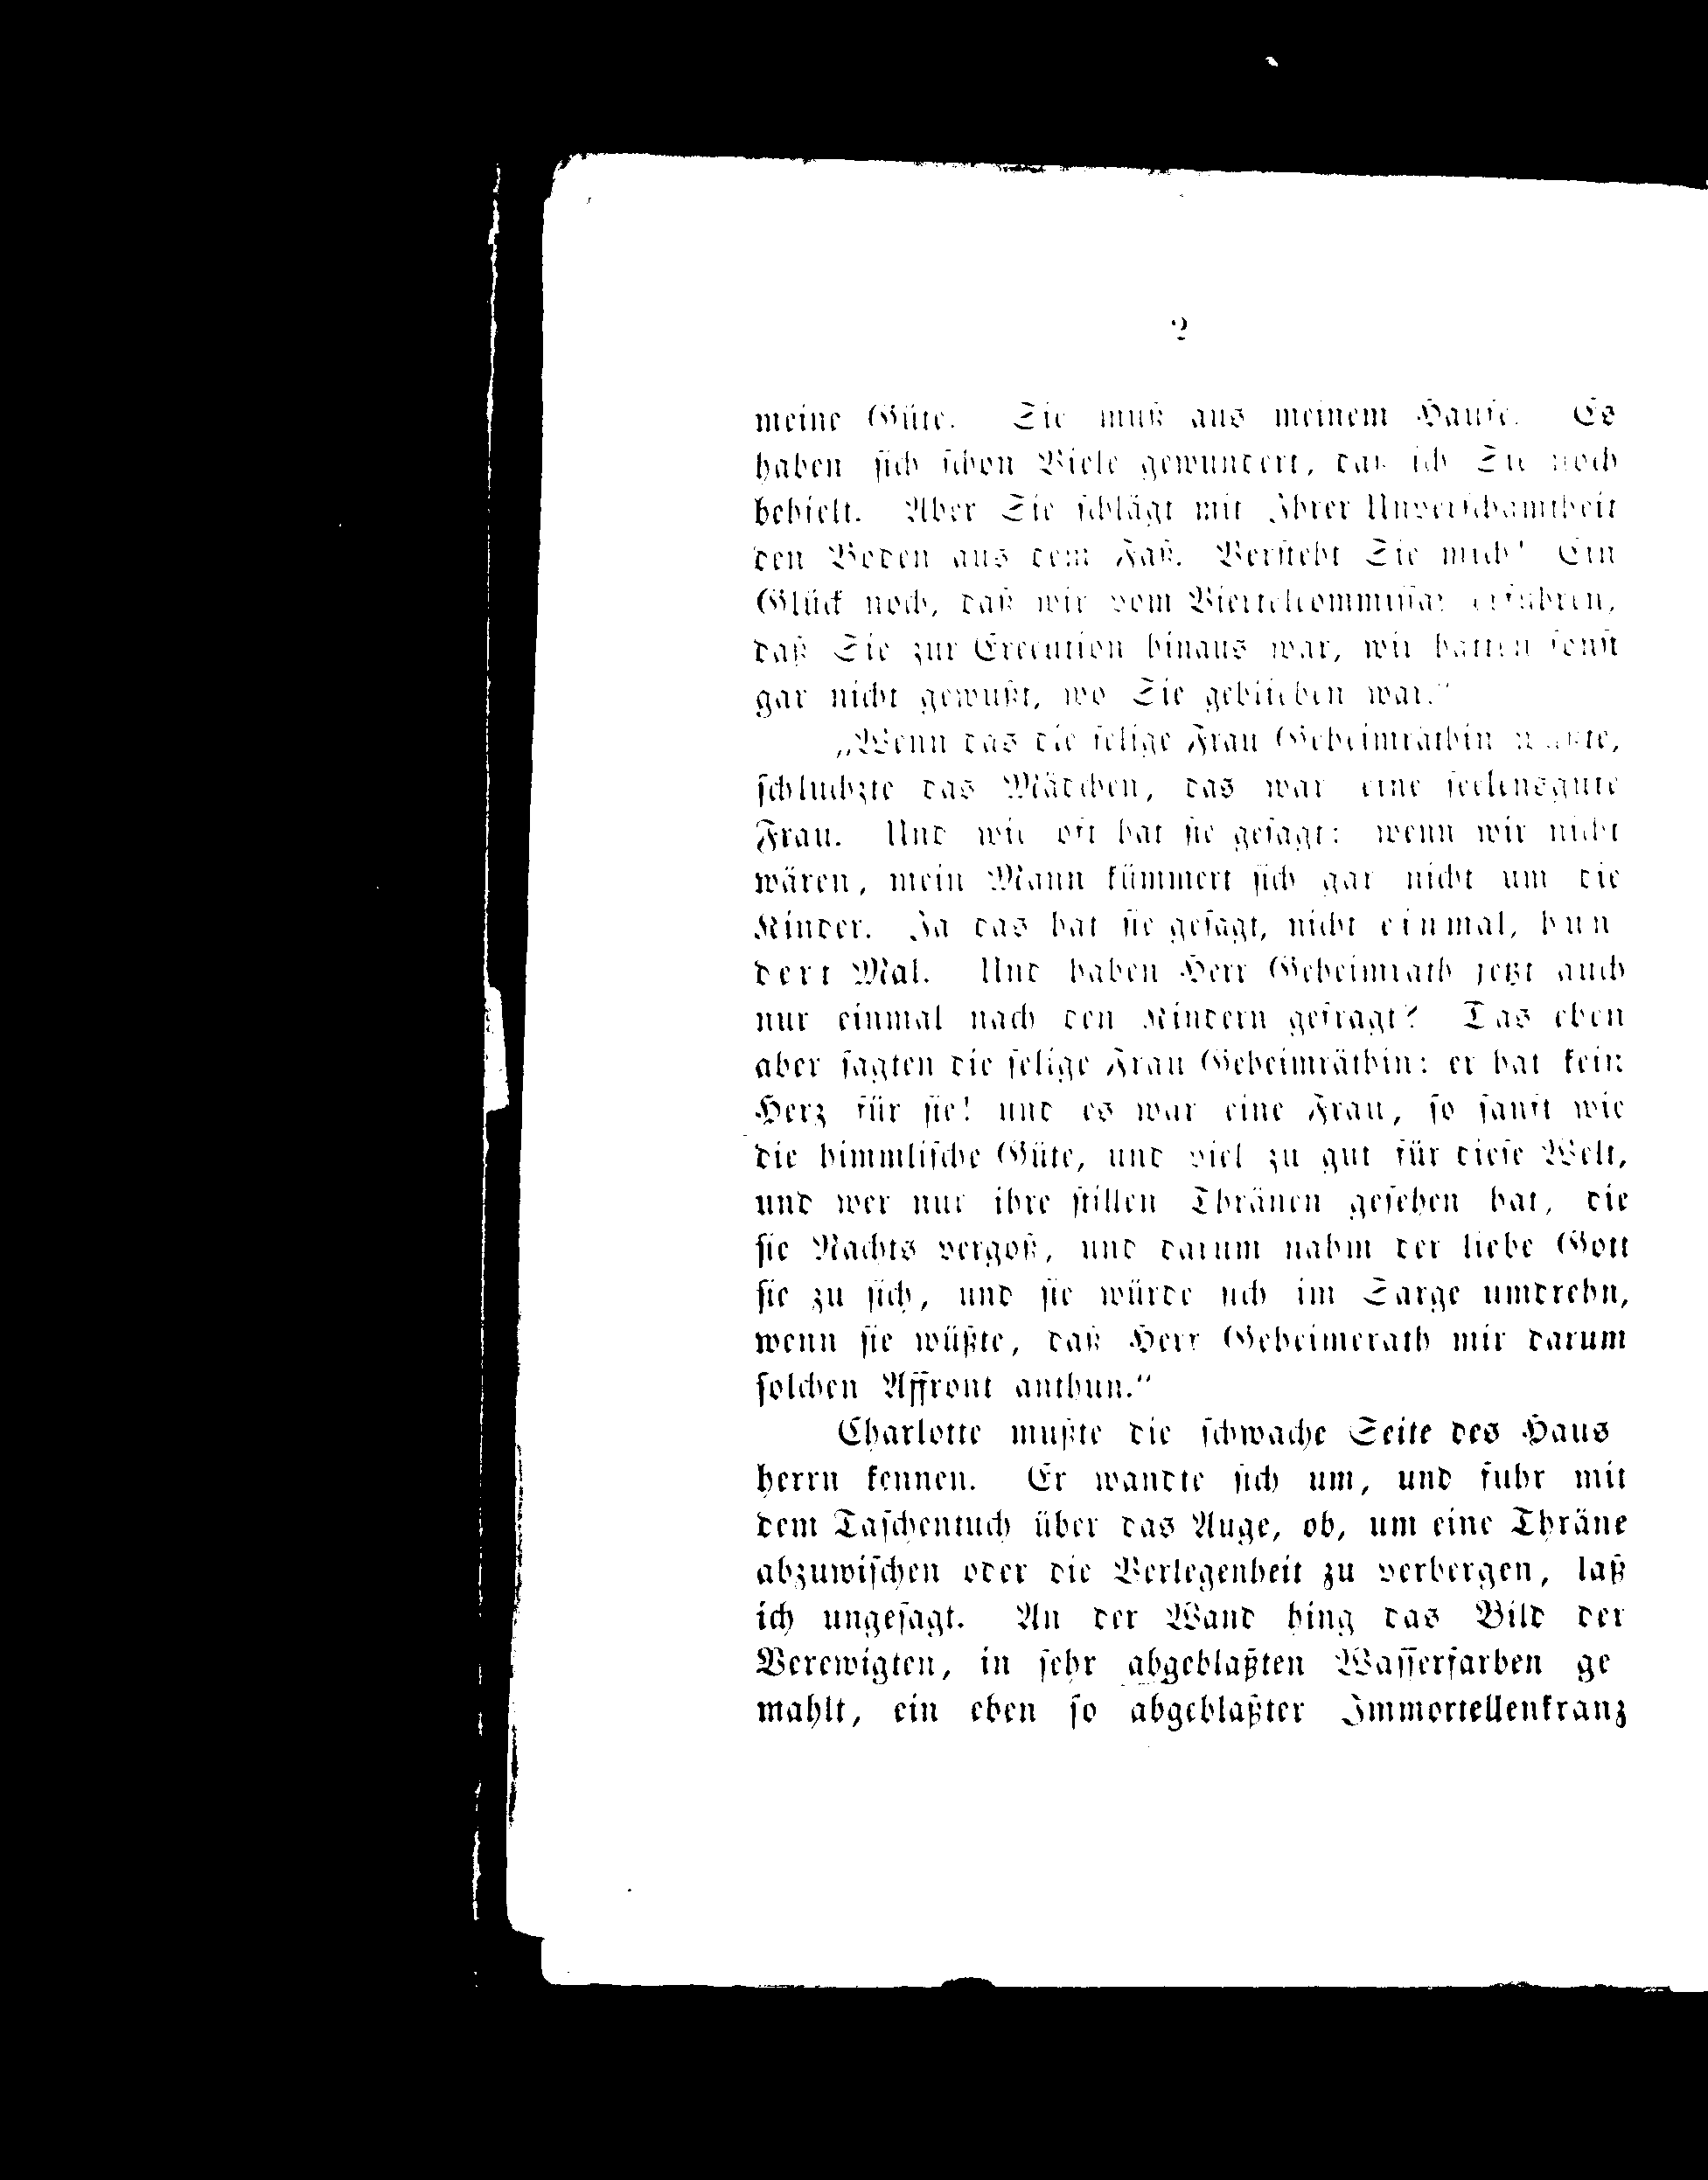 2
meine Güte. Sie muß aus meinem Hause. Es
haben sich schon Viele gewundert, daß ich Sie noch
behielt. Aber Sie schlägt mit Ihrer Unverschämtheit
den Boden aus dem Faß. Versteht Sie mich! Ein
Glück noch, daß wir vom Viertelcommissar erfuhren,
daß Sie zur Execution hinaus war, wir hätten sonst
gar nicht gewußt, wo Sie geblieben war."
„Wenn das die selige Frau Geheimräthin wüßte,
schluchzte das Mädchen, das war eine seelensgute
Frau. Und wie oft hat sie gesagt: wenn wir nicht
wären, mein Mann kümmert sich gar nicht um die
Kinder. Ja das hat sie gesagt, nicht einmal, hun
dert Mal. Und haben Herr Geheimrath jetzt auch
nur einmal nach den Kindern gefragt? Das eben
aber sagten die selige Frau Geheimräthin: er hat kein
Herz für sie! und es war eine Frau, so sanft wie
die himmlische Güte, und viel zu gut für diese Welt,
und wer nur ihre stillen Thränen gesehen hat, die
sie Nachts vergoß, und darum nahm der liebe Gott
sie zu sich, und sie würde sich im Sarge umdrehn,
wenn sie wüßte, daß Herr Geheimerath mir darum
solchen Affront anthun."
Charlotte mußte die schwache Seite des Haus
herrn kennen. Er wandte sich um, und fuhr mit
dem Taschentuch über das Auge, ob, um eine Thräne
abzuwischen oder die Verlegenheit zu verbergen, laß
ich ungesagt. An der Wand hing das Bild der
Verewigten, in sehr abgeblaßten Wasserfarben ge
mahlt, ein eben so abgeblaßter Immortellenkranz